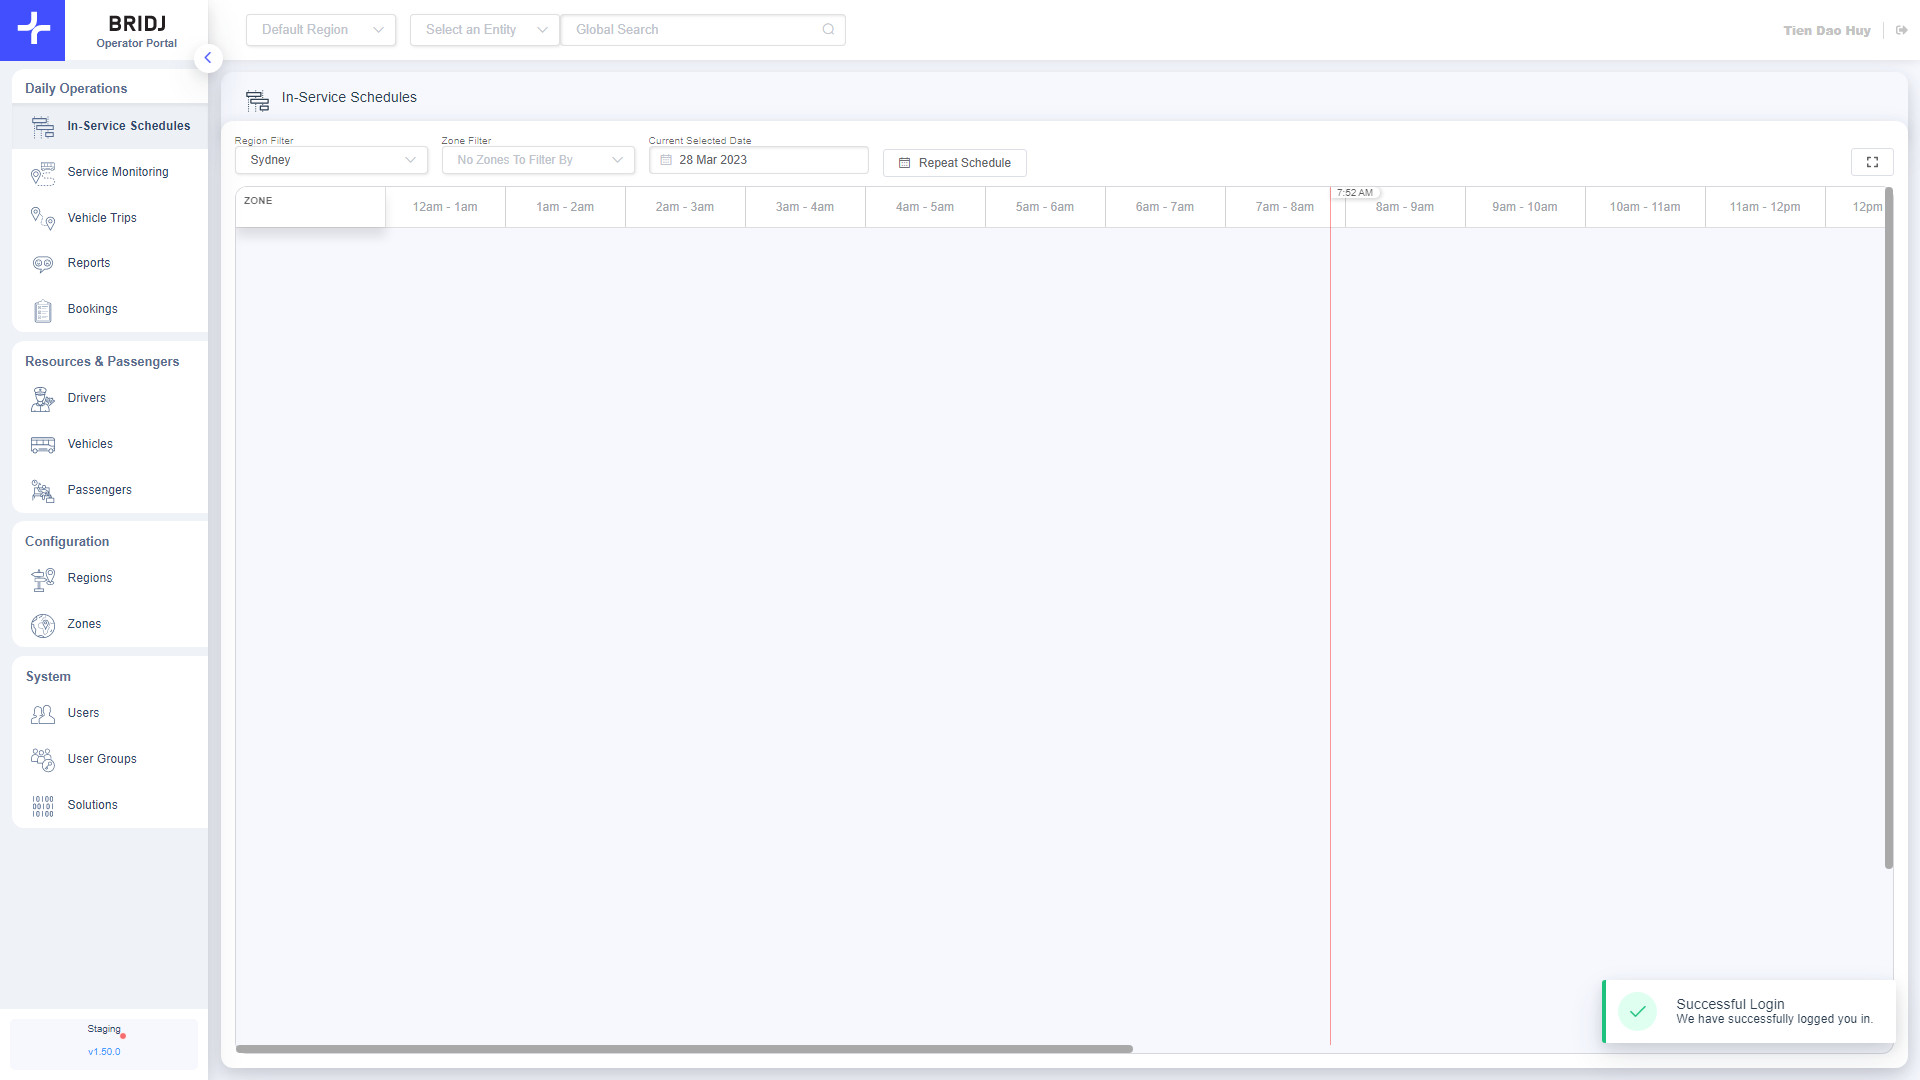 BRIDJ
Operator Portal
Default Region
Select an Entity
Global Search
Tien Dao Huy
Daily Operations
In-Service Schedules
Service Monitoring
Vehicle Trips
Reports
Bookings
Resources & Passengers
Drivers
Vehicles
Passengers
Configuration
Regions
Zones
System
Users
User Groups
10100
00101
10100
Solutions
Staging
v1.50.0
In-Service Schedules
Region Filter
Sydney
Zone Filter
No Zones To Filter By
Current Selected Date
28 Mar 2023
Repeat Schedule
ZONE
12am - 1am
1am - 2am
2am - 3am
3am - 4am
4am - 5am
5am - 6am
6am - 7am
7am - 8am
7:52 AM
8am - 9am
9am - 10am
10am - 11am
11am - 12pm
12pm
Successful Login
We have successfully logged you in.